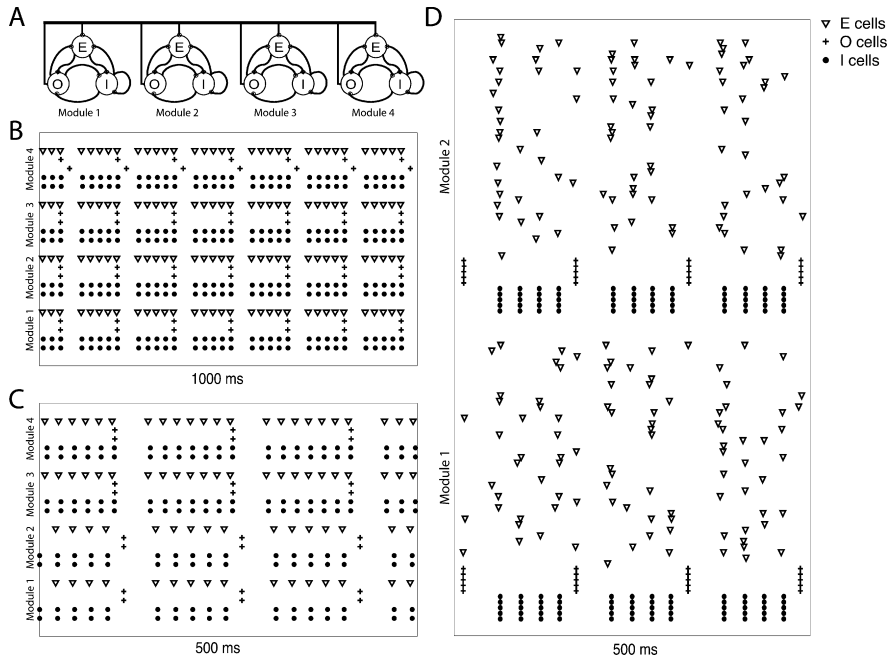 A
E
O
I
Module 1
E
O
I
Module 2
E
O
I
Module 3
E
O
I
Module 4
B
Module 4
Module 3
Module 2
Module 1
1000 ms
C
Module 4
Module 3
Module 2
Module 1
500 ms
D
E cells
O cells
I cells
Module 2
Module 1
500 ms